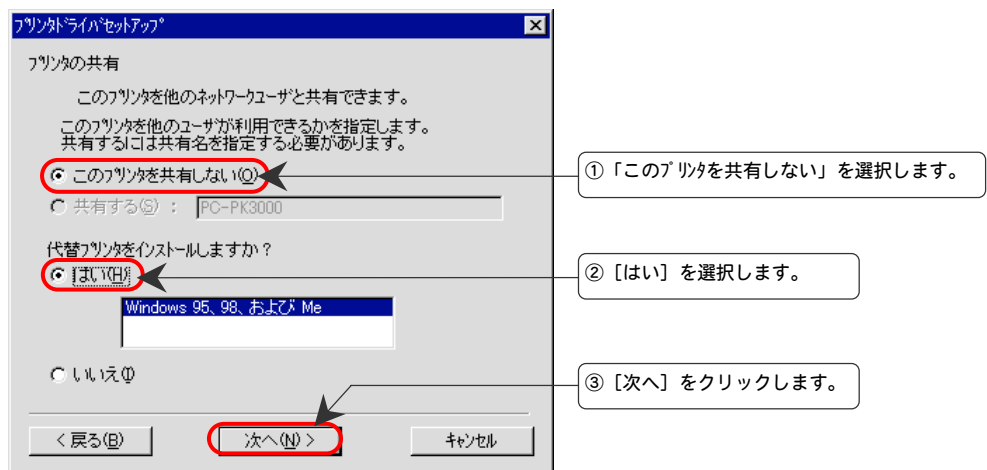 プリンタドライバセットアップ
プリンタの共有
このプリンタを他のネットワークユーザと共有できます。
このプリンタを他のユーザが利用できるかを指定します。
共有するには共有名を指定する必要があります。
このプリンタを共有しない(O)
①「このプリンタを共有しない」を選択します。
共有する(S) : PC-PK3000
代替プリンタをインストールしますか？
はい(H)
②［はい］を選択します。
Windows 95、98、および Me
いいえ(I)
③［次へ］をクリックします。
< 戻る(B)
次へ(N) >
キャンセル